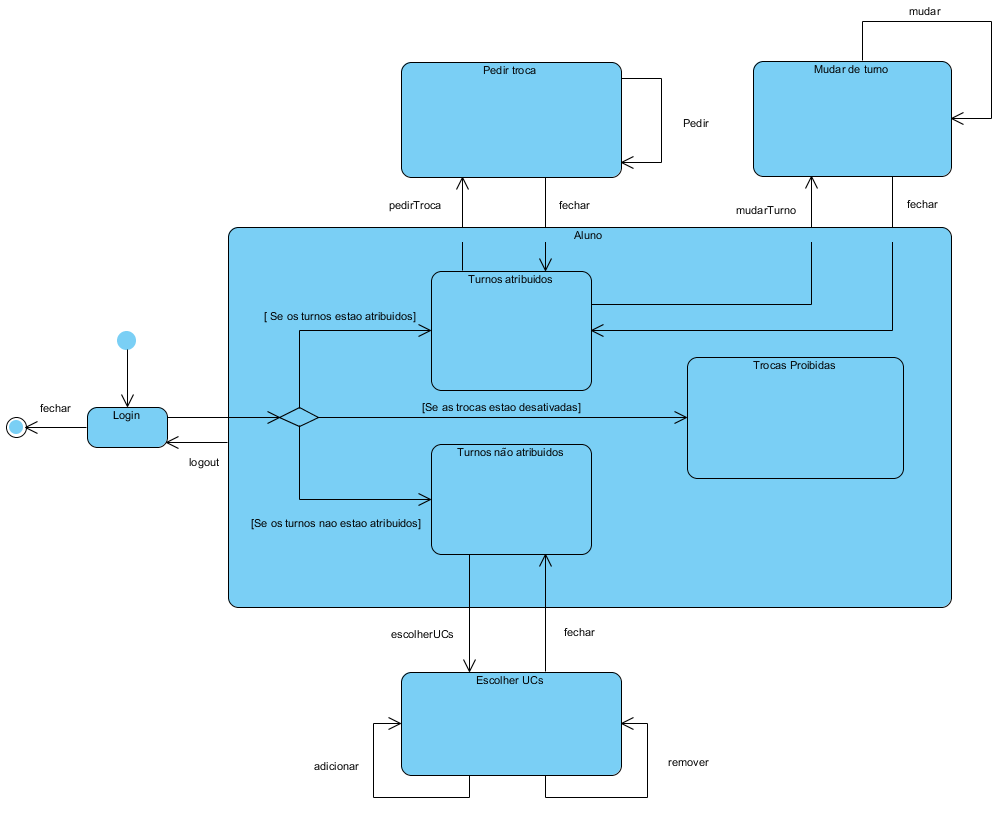 mudar
Pedir troca
Mudar de turno
Pedir
pedirTroca
fechar
mudarTurno
fechar
Aluno
Turnos atribuidos
[ Se os turnos estao atribuidos]
Trocas Proibidas
fechar
Login
[Se as trocas estao desativadas]
logout
Turnos não atribuidos
[Se os turnos nao estao atribuidos]
escolherUCs
fechar
Escolher UCs
adicionar
remover